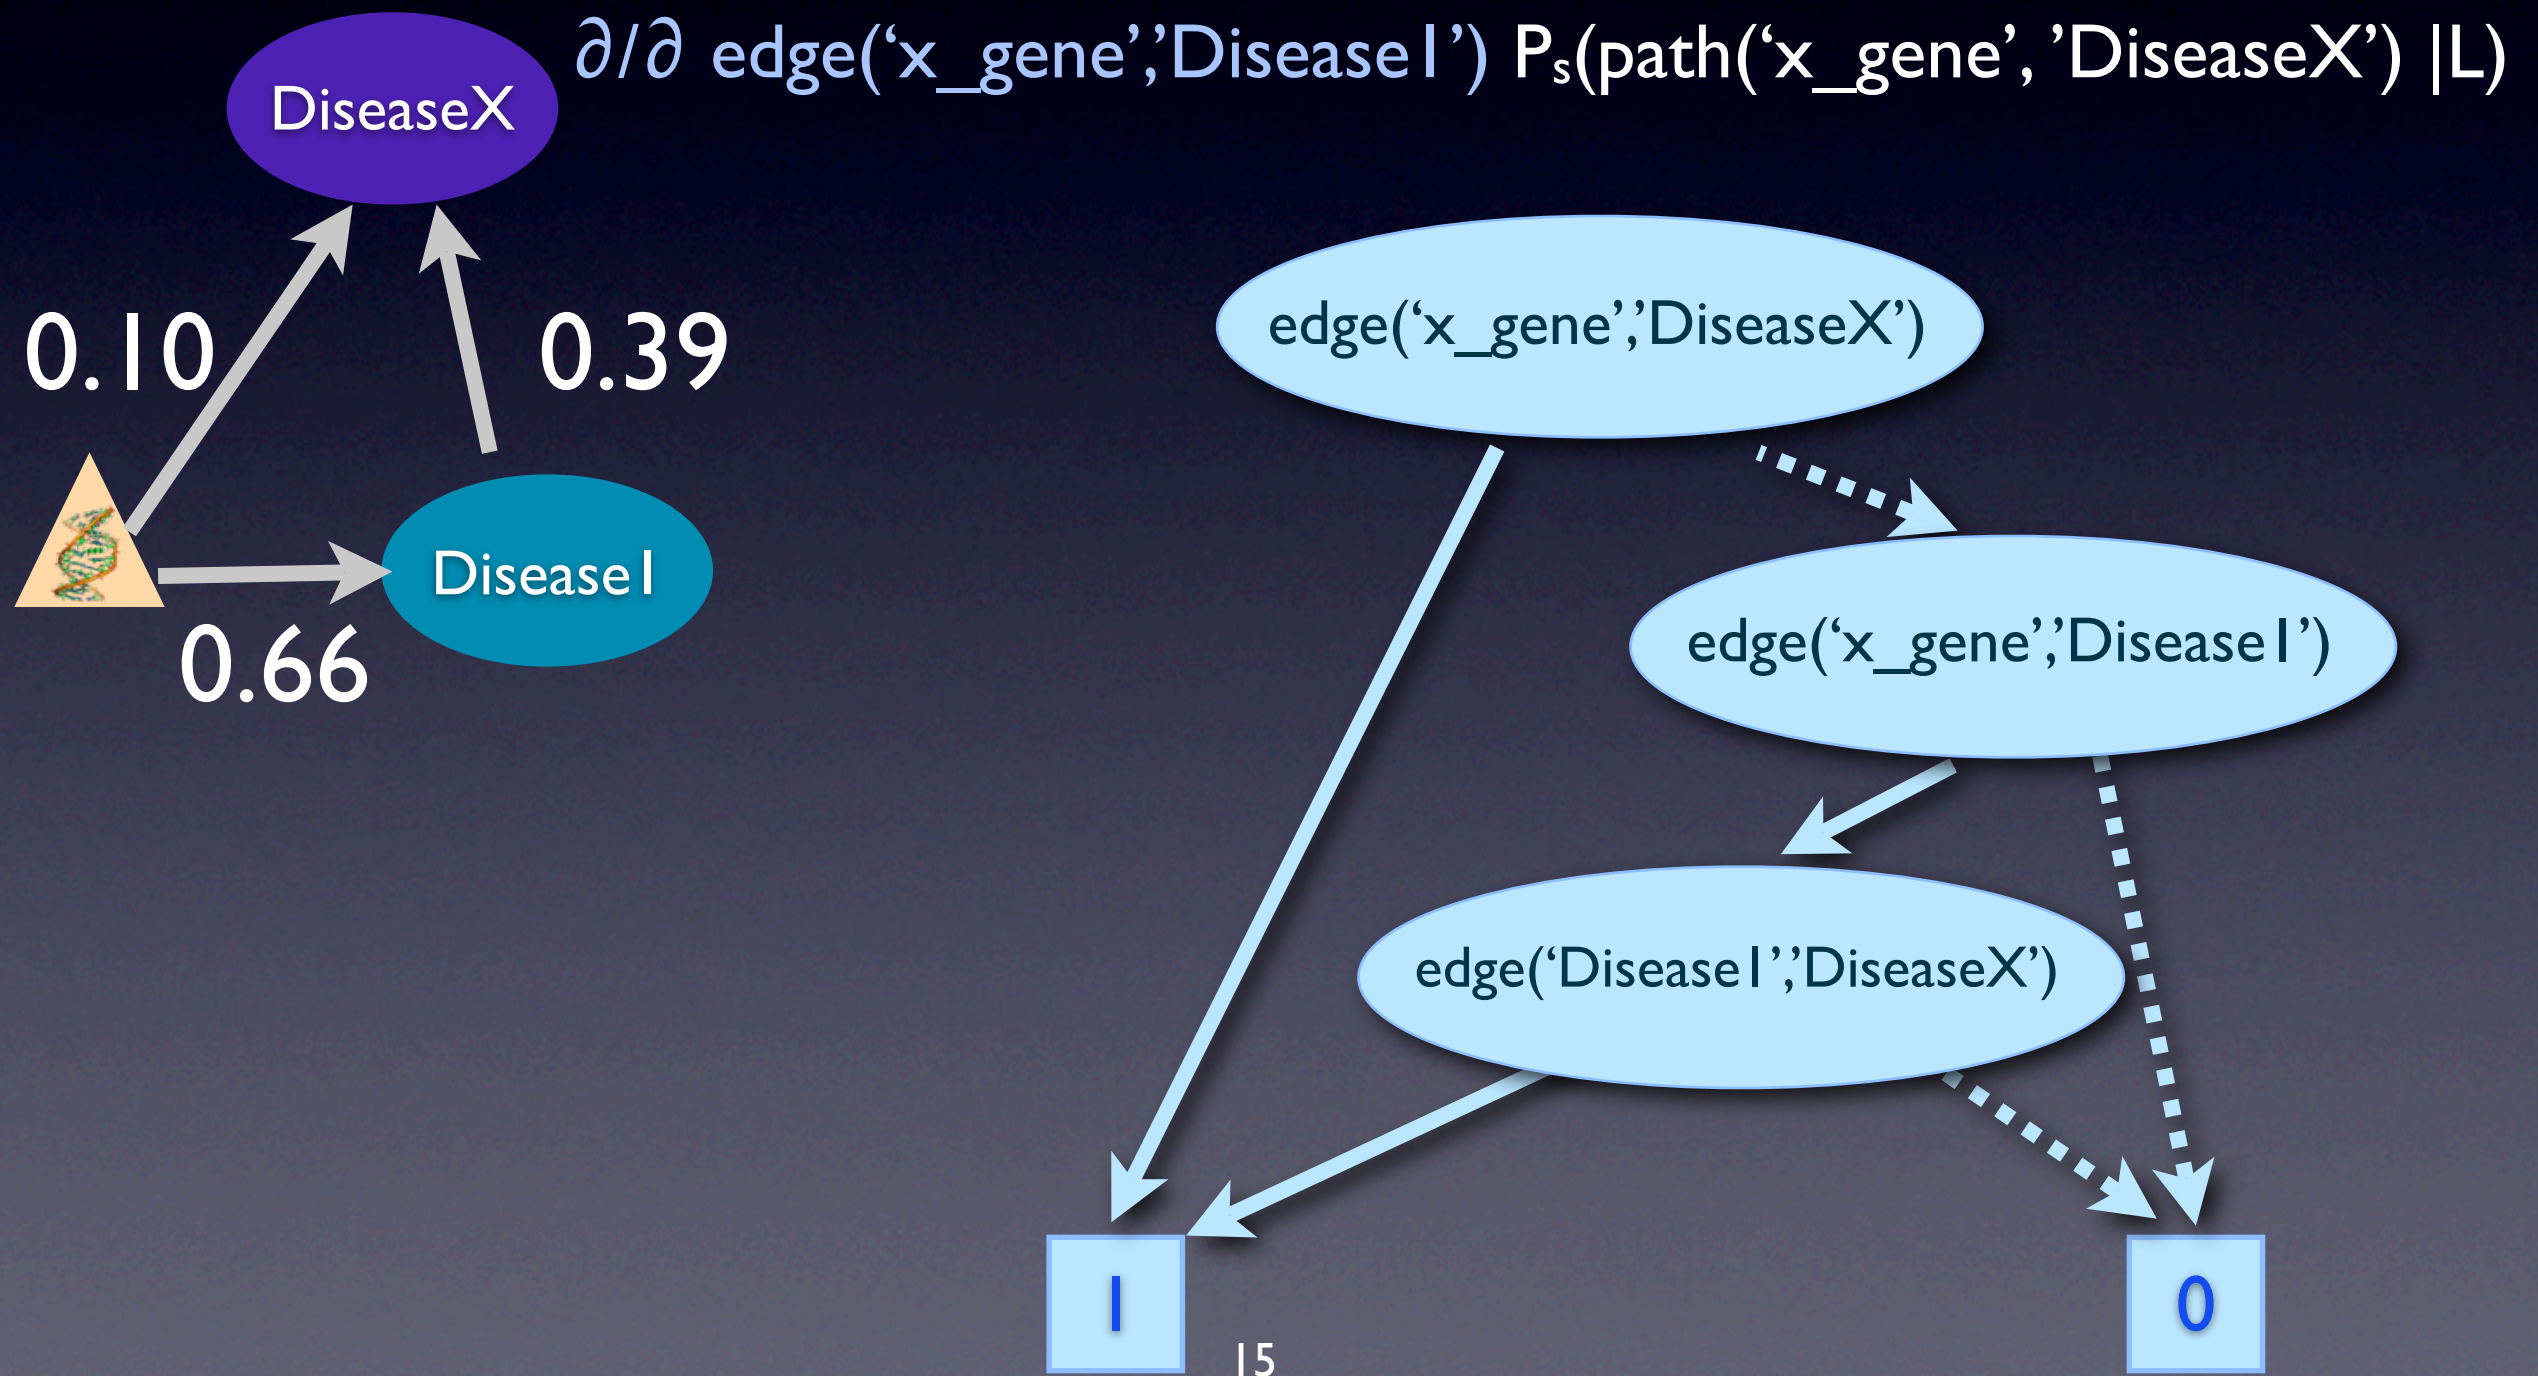 ∂/∂ edge(‘x_gene’,’Disease1’) Pₛ(path(‘x_gene’, ’DiseaseX’) |L)
DiseaseX
0.10
0.39
edge(‘x_gene’,’DiseaseX’)
Disease1
0.66
edge(‘x_gene’,’Disease1’)
edge(‘Disease1’,’DiseaseX’)
1
0
15